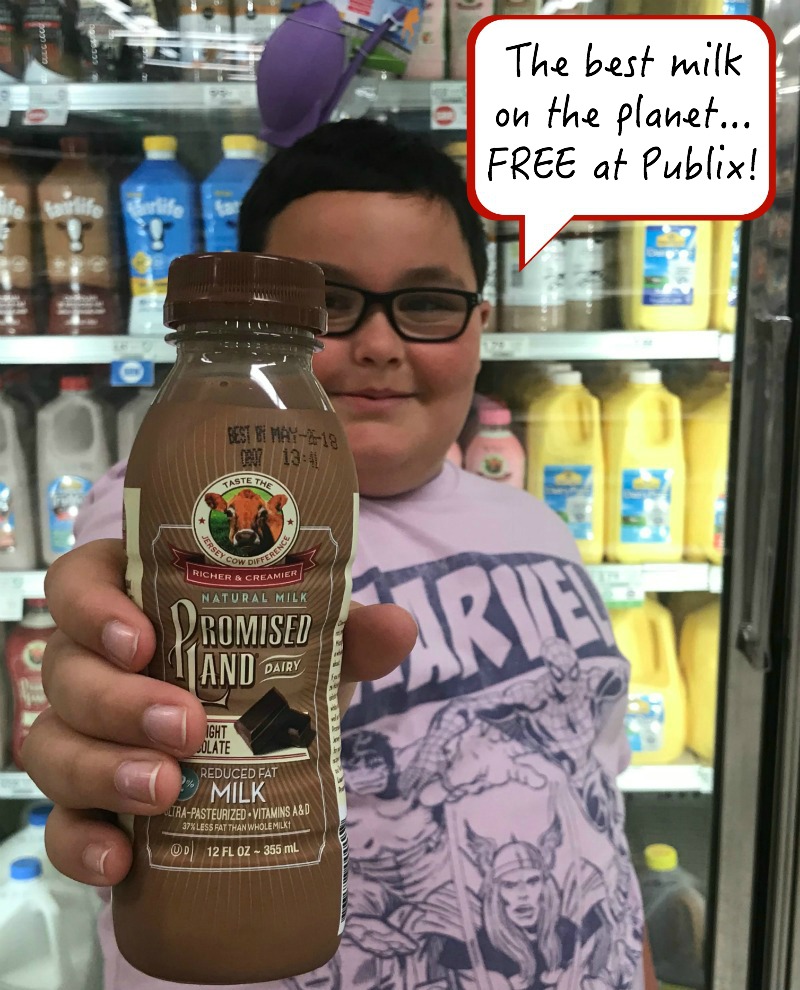 The best milk
on the planet...
FREE at Publix!
fairlife
fairlife
BEST BY MAY-26-18
0807 13:41
TASTE THE
JERSEY COW DIFFERENCE
RICHER & CREAMIER
NATURAL MILK
PROMISED
LAND DAIRY
MARVEL
REDUCED FAT
2% MILK
ULTRA-PASTEURIZED • VITAMINS A & D
37% LESS FAT THAN WHOLE MILK†
U D 12 FL OZ ~ 355 mL